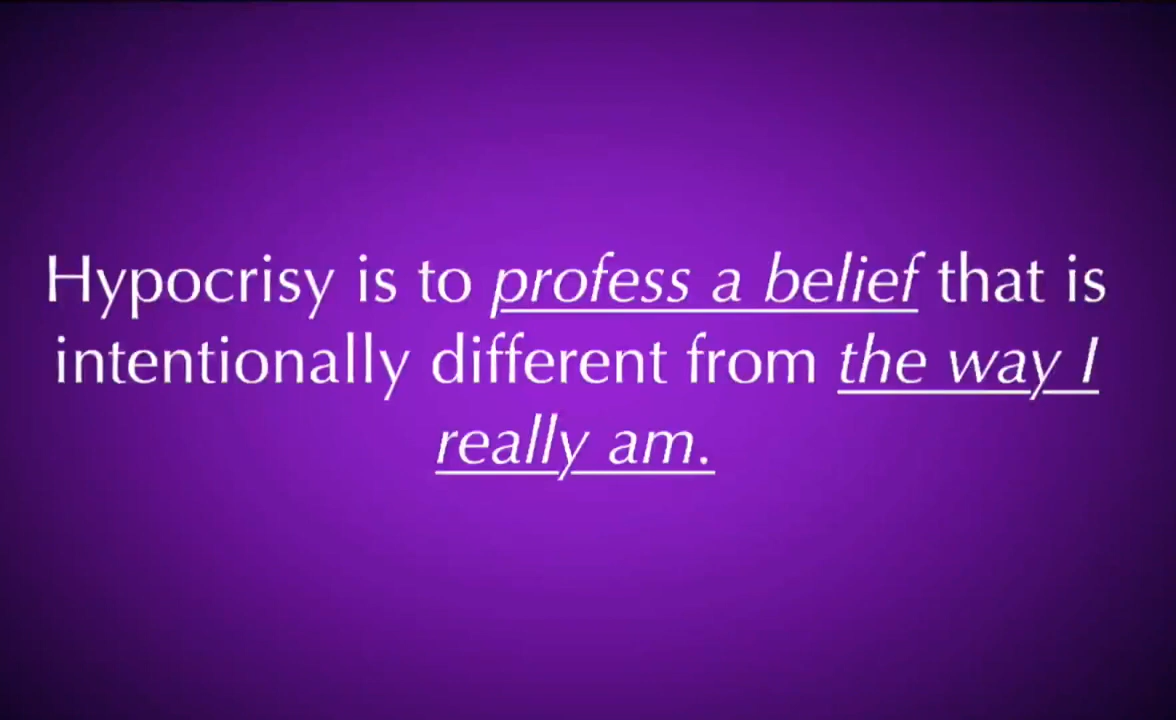 Hypocrisy is to profess a belief that is
intentionally different from the way I
really am.